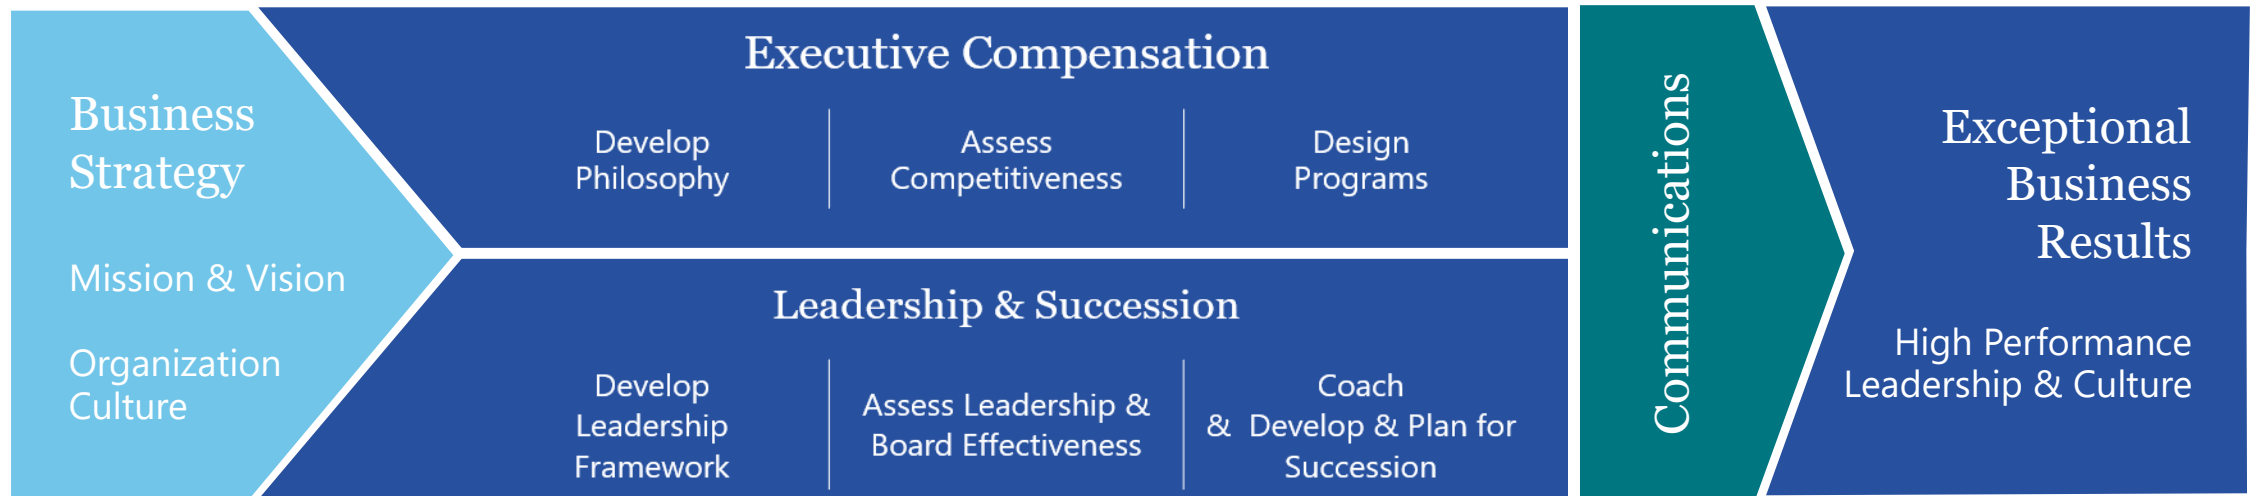 Business
Strategy
Mission & Vision
Organization
Culture
Executive Compensation
Develop
Philosophy
Assess
Competitiveness
Design
Programs
Leadership & Succession
Develop
Leadership
Framework
Assess Leadership &
Board Effectiveness
Coach
& Develop & Plan for
Succession
Communications
Exceptional
Business
Results
High Performance
Leadership & Culture